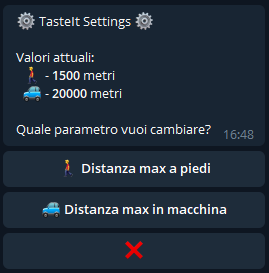 ⚙️ TasteIt Settings ⚙️
Valori attuali:
🚶 - 1500 metri
🚙 - 20000 metri
Quale parametro vuoi cambiare?
16:48
🚶 Distanza max a piedi
🚙 Distanza max in macchina
❌